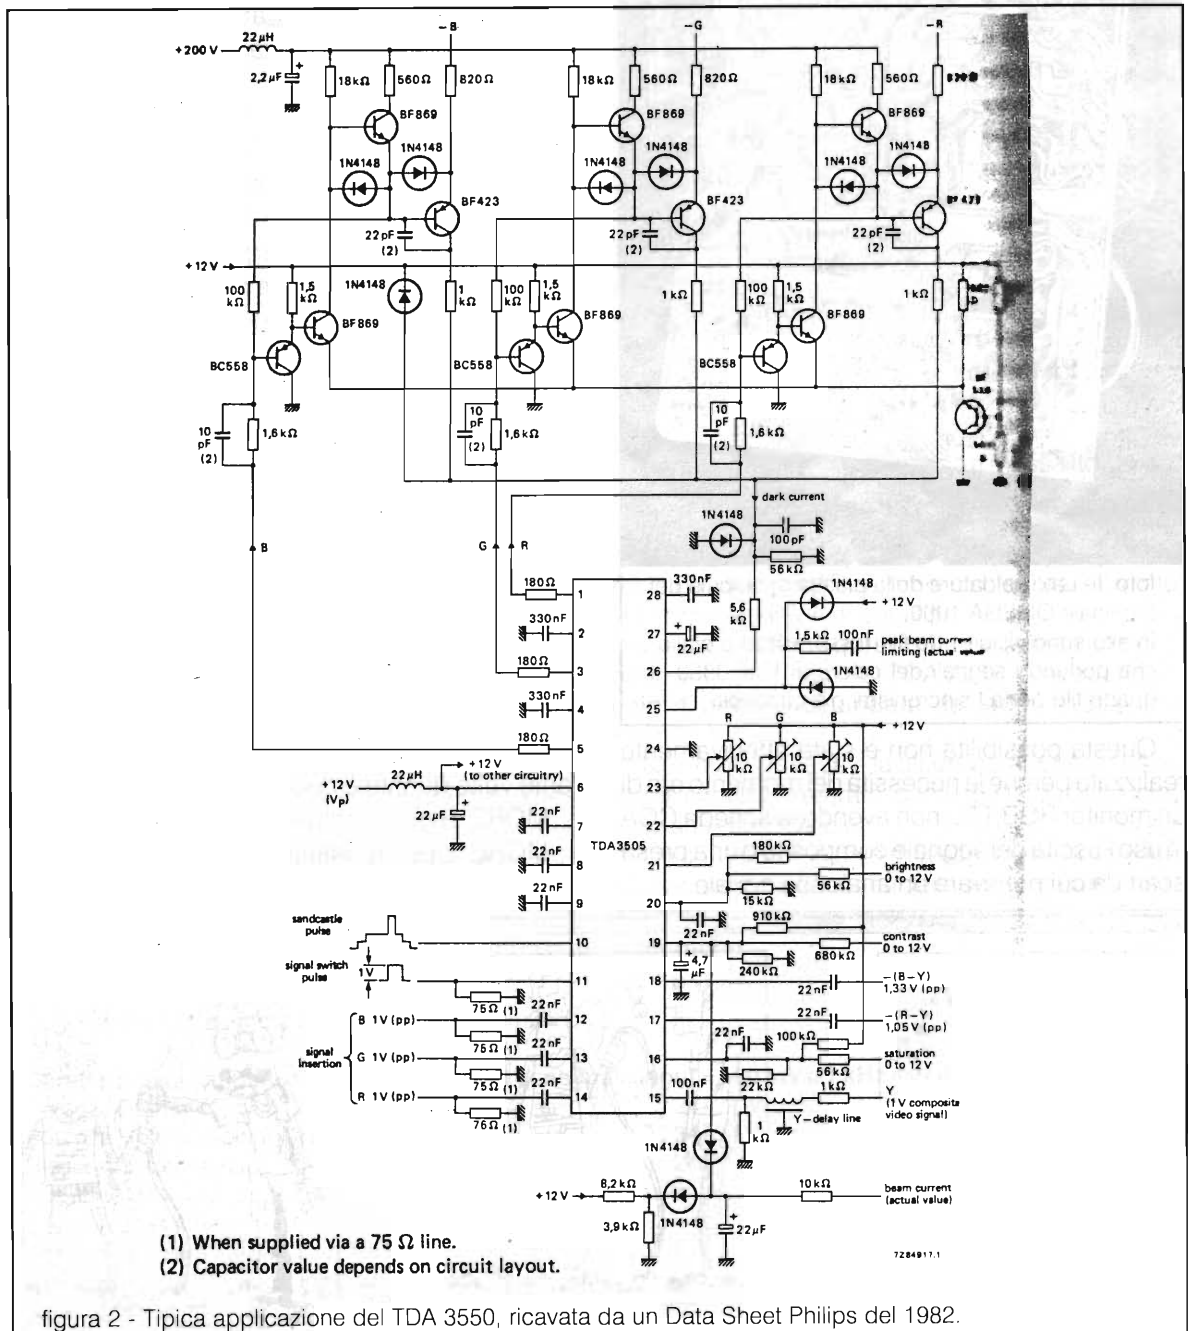 -B
-G
-R
+200 V
22µH
2,2µF
+
18kΩ
560Ω
820Ω
18kΩ
560Ω
820Ω
18kΩ
560Ω
BF869
BF869
BF869
1N4148
1N4148
1N4148
1N4148
1N4148
1N4148
BF423
BF423
22 pF
(2)
22 pF
(2)
22 pF
(2)
+12V
100
kΩ
1,5
kΩ
1N4148
1
kΩ
100
kΩ
1,5
kΩ
1kΩ
100
kΩ
1,5
kΩ
1kΩ
BF869
BF869
BF869
BC558
BC558
BC558
10
pF
(2)
1,6kΩ
10
pF
(2)
1,6kΩ
10
pF
(2)
1,6kΩ
dark current
1N4148
100pF
56kΩ
B
G
R
180Ω
1
28
330nF
1N4148
+12V
5,6
kΩ
330nF
2
27
+
22µF
1,5kΩ
100nF
peak beam current
limiting (actual value)
180Ω
3
26
1N4148
330nF
4
25
180Ω
5
24
R
G
B
+12V
10
kΩ
10
kΩ
10
kΩ
+12V
(to other circuitry)
22µH
+12V
(Vp)
6
23
22µF
+
22nF
7
22
TDA3505
22nF
8
21
180kΩ
brightness
0 to 12 V
56kΩ
22nF
9
20
15kΩ
22nF
910kΩ
sandcastle
pulse
10
19
contrast
0 to 12 V
680kΩ
+
4,7
µF
240kΩ
signal switch
pulse
1V
11
18
22nF
-(B-Y)
1,33 V (pp)
75Ω (1)
22nF
B 1V (pp)
12
17
22nF
-(R-Y)
1,05 V (pp)
75Ω (1)
22nF
22nF
100kΩ
signal
insertion
G 1V (pp)
13
16
saturation
0 to 12V
56kΩ
22kΩ
75Ω (1)
22nF
100nF
1kΩ
R 1V (pp)
14
15
Y
(1 V composite
video signal)
Y-delay line
75Ω (1)
1
kΩ
1N4148
+12V
8,2kΩ
1N4148
10kΩ
beam current
(actual value)
3,9kΩ
+
22µF
7Z84917.1
(1) When supplied via a 75 Ω line.
(2) Capacitor value depends on circuit layout.
figura 2 - Tipica applicazione del TDA 3550, ricavata da un Data Sheet Philips del 1982.